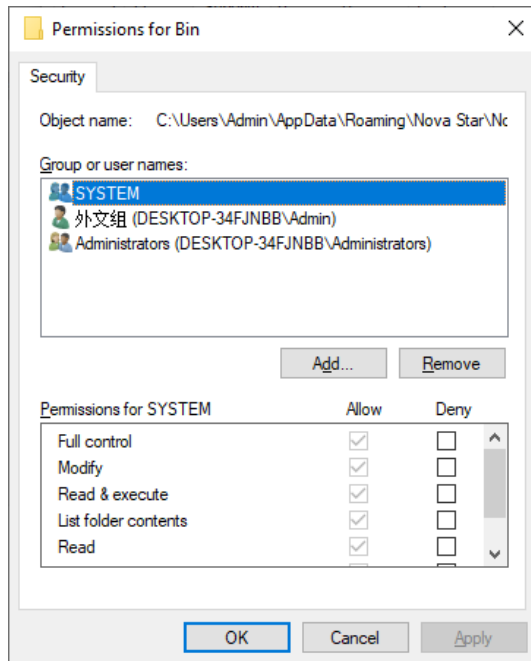 Permissions for Bin
Security
Object name: C:\Users\Admin\AppData\Roaming\Nova Star\Nc
Group or user names:
SYSTEM
外文组 (DESKTOP-34FJNBB\Admin)
Administrators (DESKTOP-34FJNBB\Administrators)
Add...
Remove
Permissions for SYSTEM Allow Deny
Full control
Modify
Read & execute
List folder contents
Read
OK Cancel Apply